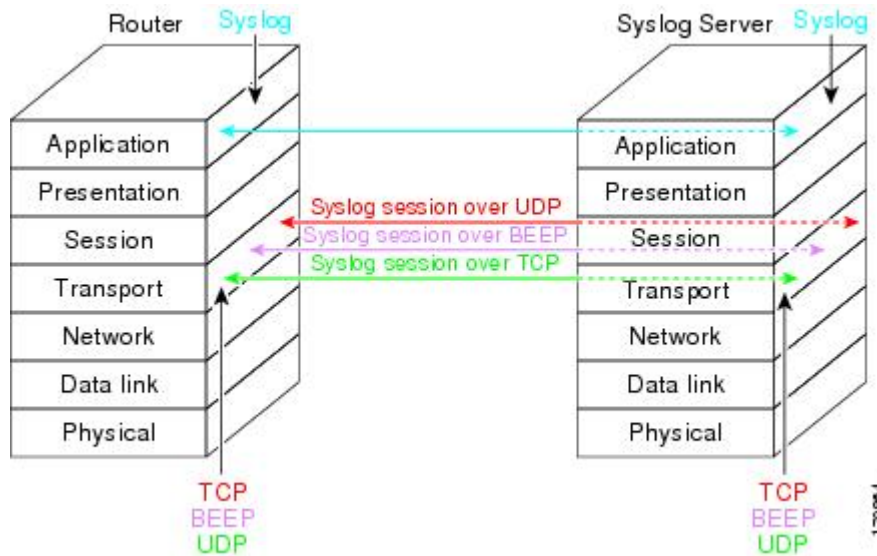 Router Syslog
Syslog Server Syslog
Application
Presentation
Session
Transport
Network
Data link
Physical
Syslog session over UDP
Syslog session over BEEP
Syslog session over TCP
Application
Presentation
Session
Transport
Network
Data link
Physical
TCP
BEEP
UDP
TCP
BEEP
UDP